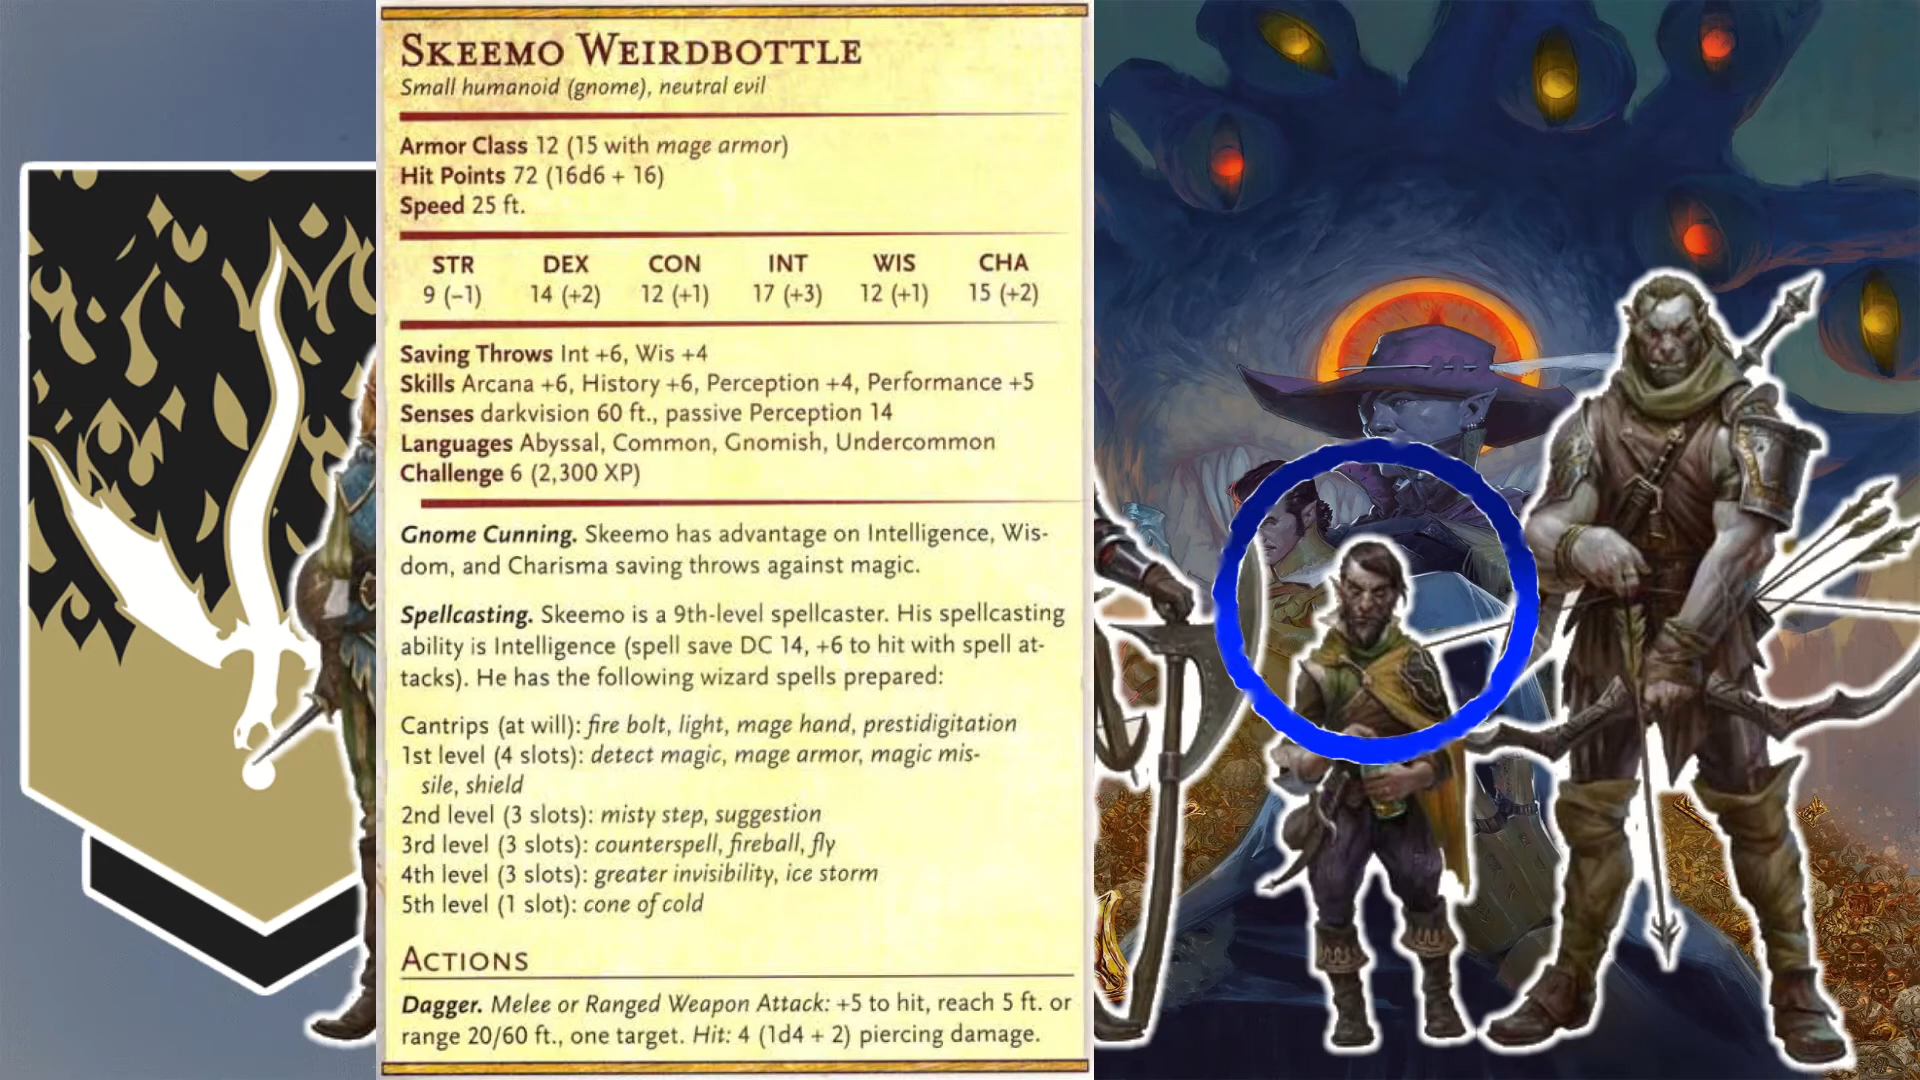 SKEEMO WEIRDBOTTLE
Small humanoid (gnome), neutral evil
Armor Class 12 (15 with mage armor)
Hit Points 72 (16d6 + 16)
Speed 25 ft.
STR DEX CON INT WIS CHA
9 (–1) 14 (+2) 12 (+1) 17 (+3) 12 (+1) 15 (+2)
Saving Throws Int +6, Wis +4
Skills Arcana +6, History +6, Perception +4, Performance +5
Senses darkvision 60 ft., passive Perception 14
Languages Abyssal, Common, Gnomish, Undercommon
Challenge 6 (2,300 XP)
Gnome Cunning. Skeemo has advantage on Intelligence, Wis-
dom, and Charisma saving throws against magic.
Spellcasting. Skeemo is a 9th-level spellcaster. His spellcasting
ability is Intelligence (spell save DC 14, +6 to hit with spell at-
tacks). He has the following wizard spells prepared:
Cantrips (at will): fire bolt, light, mage hand, prestidigitation
1st level (4 slots): detect magic, mage armor, magic mis-
sile, shield
2nd level (3 slots): misty step, suggestion
3rd level (3 slots): counterspell, fireball, fly
4th level (3 slots): greater invisibility, ice storm
5th level (1 slot): cone of cold
ACTIONS
Dagger. Melee or Ranged Weapon Attack: +5 to hit, reach 5 ft. or
range 20/60 ft., one target. Hit: 4 (1d4 + 2) piercing damage.